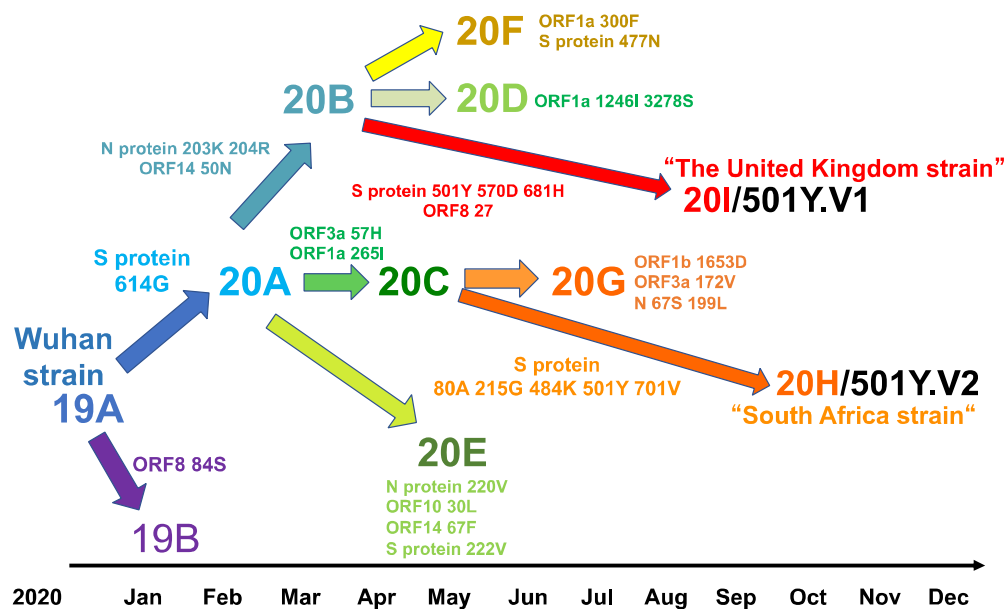 20F
ORF1a 300F
S protein 477N
20B
20D
ORF1a 1246I 3278S
N protein 203K 204R
ORF14 50N
“The United Kingdom strain”
20I/501Y.V1
S protein 501Y 570D 681H
ORF8 27
S protein
614G
20A
ORF3a 57H
ORF1a 265I
20C
20G
ORF1b 1653D
ORF3a 172V
N 67S 199L
Wuhan
strain
19A
S protein
80A 215G 484K 501Y 701V
20H/501Y.V2
“South Africa strain“
ORF8 84S
19B
20E
N protein 220V
ORF10 30L
ORF14 67F
S protein 222V
2020 Jan Feb Mar Apr May Jun Jul Aug Sep Oct Nov Dec